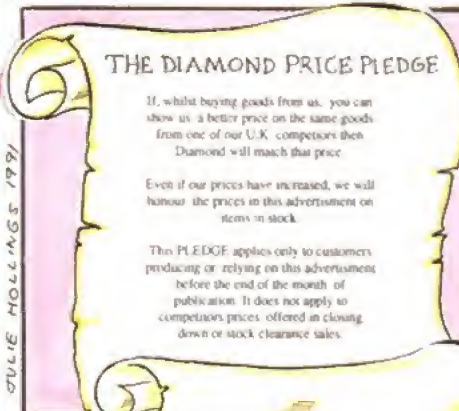 THE DIAMOND PRICE PLEDGE
If, whilst buying goods from us, you can
show us a better price on the same goods
from one of our U.K. competiors then
Diamond will match that price
Even if our prices have increased, we will
honour the prices in this advertisment on
items in stock.
This PLEDGE applies only to customers
producing or relying on this advertisment
before the end of the month of
publication. It does not apply to
competitors prices offered in closing
down or stock clearance sales.
JULIE HOLLINGS 1991